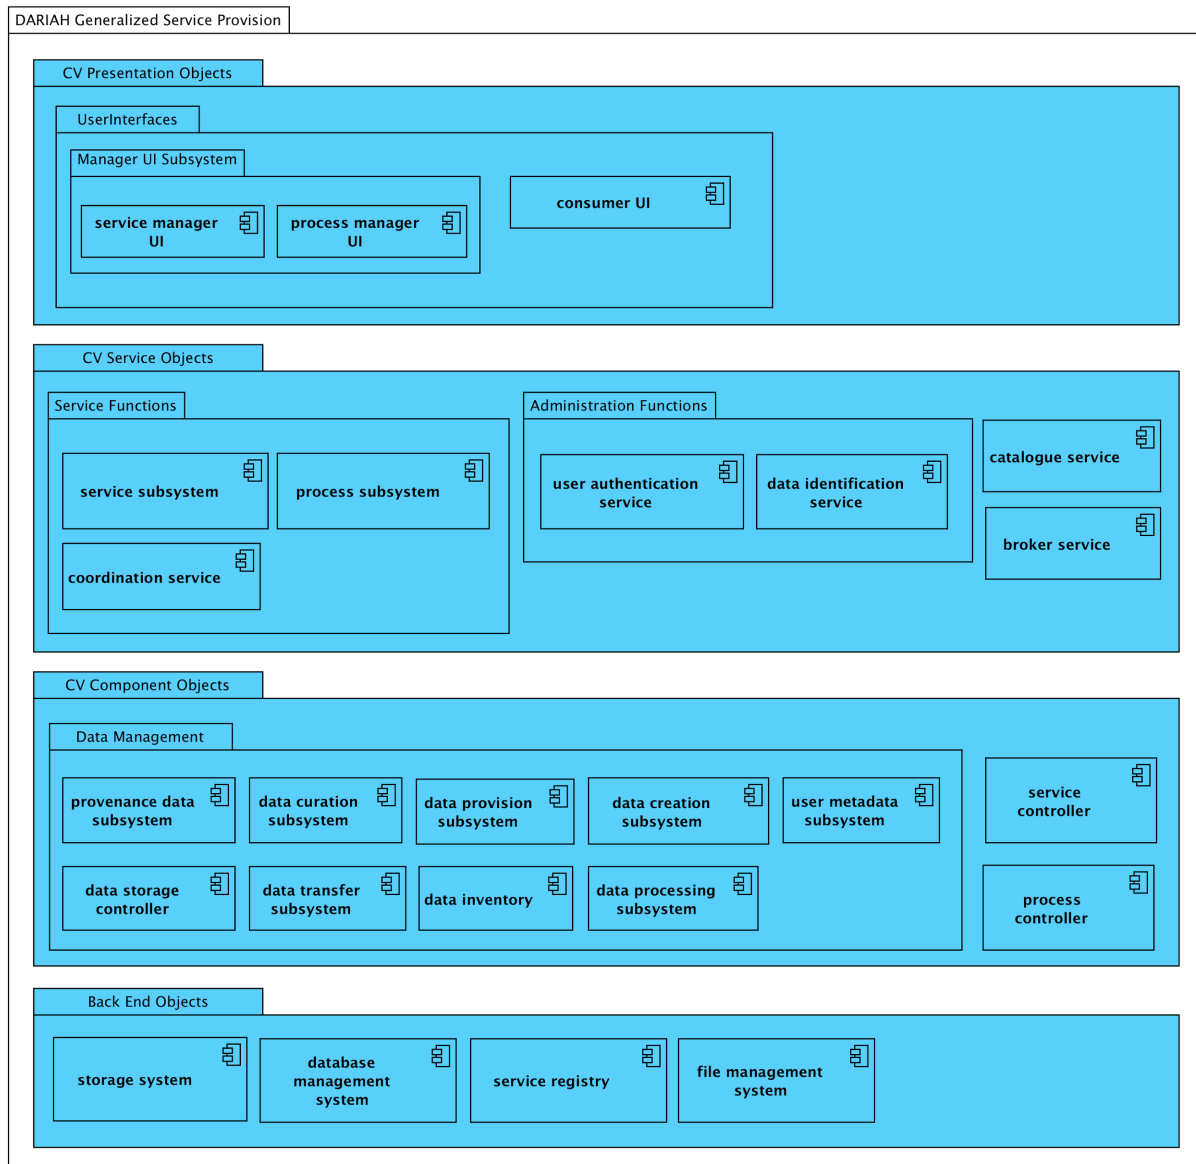 DARIAH Generalized Service Provision
CV Presentation Objects
UserInterfaces
Manager UI Subsystem
service manager
UI
process manager
UI
consumer UI
CV Service Objects
Service Functions
service subsystem
process subsystem
coordination service
Administration Functions
user authentication
service
data identification
service
catalogue service
broker service
CV Component Objects
Data Management
provenance data
subsystem
data curation
subsystem
data provision
subsystem
data creation
subsystem
user metadata
subsystem
data storage
controller
data transfer
subsystem
data inventory
data processing
subsystem
service
controller
process
controller
Back End Objects
storage system
database
management
system
service registry
file management
system